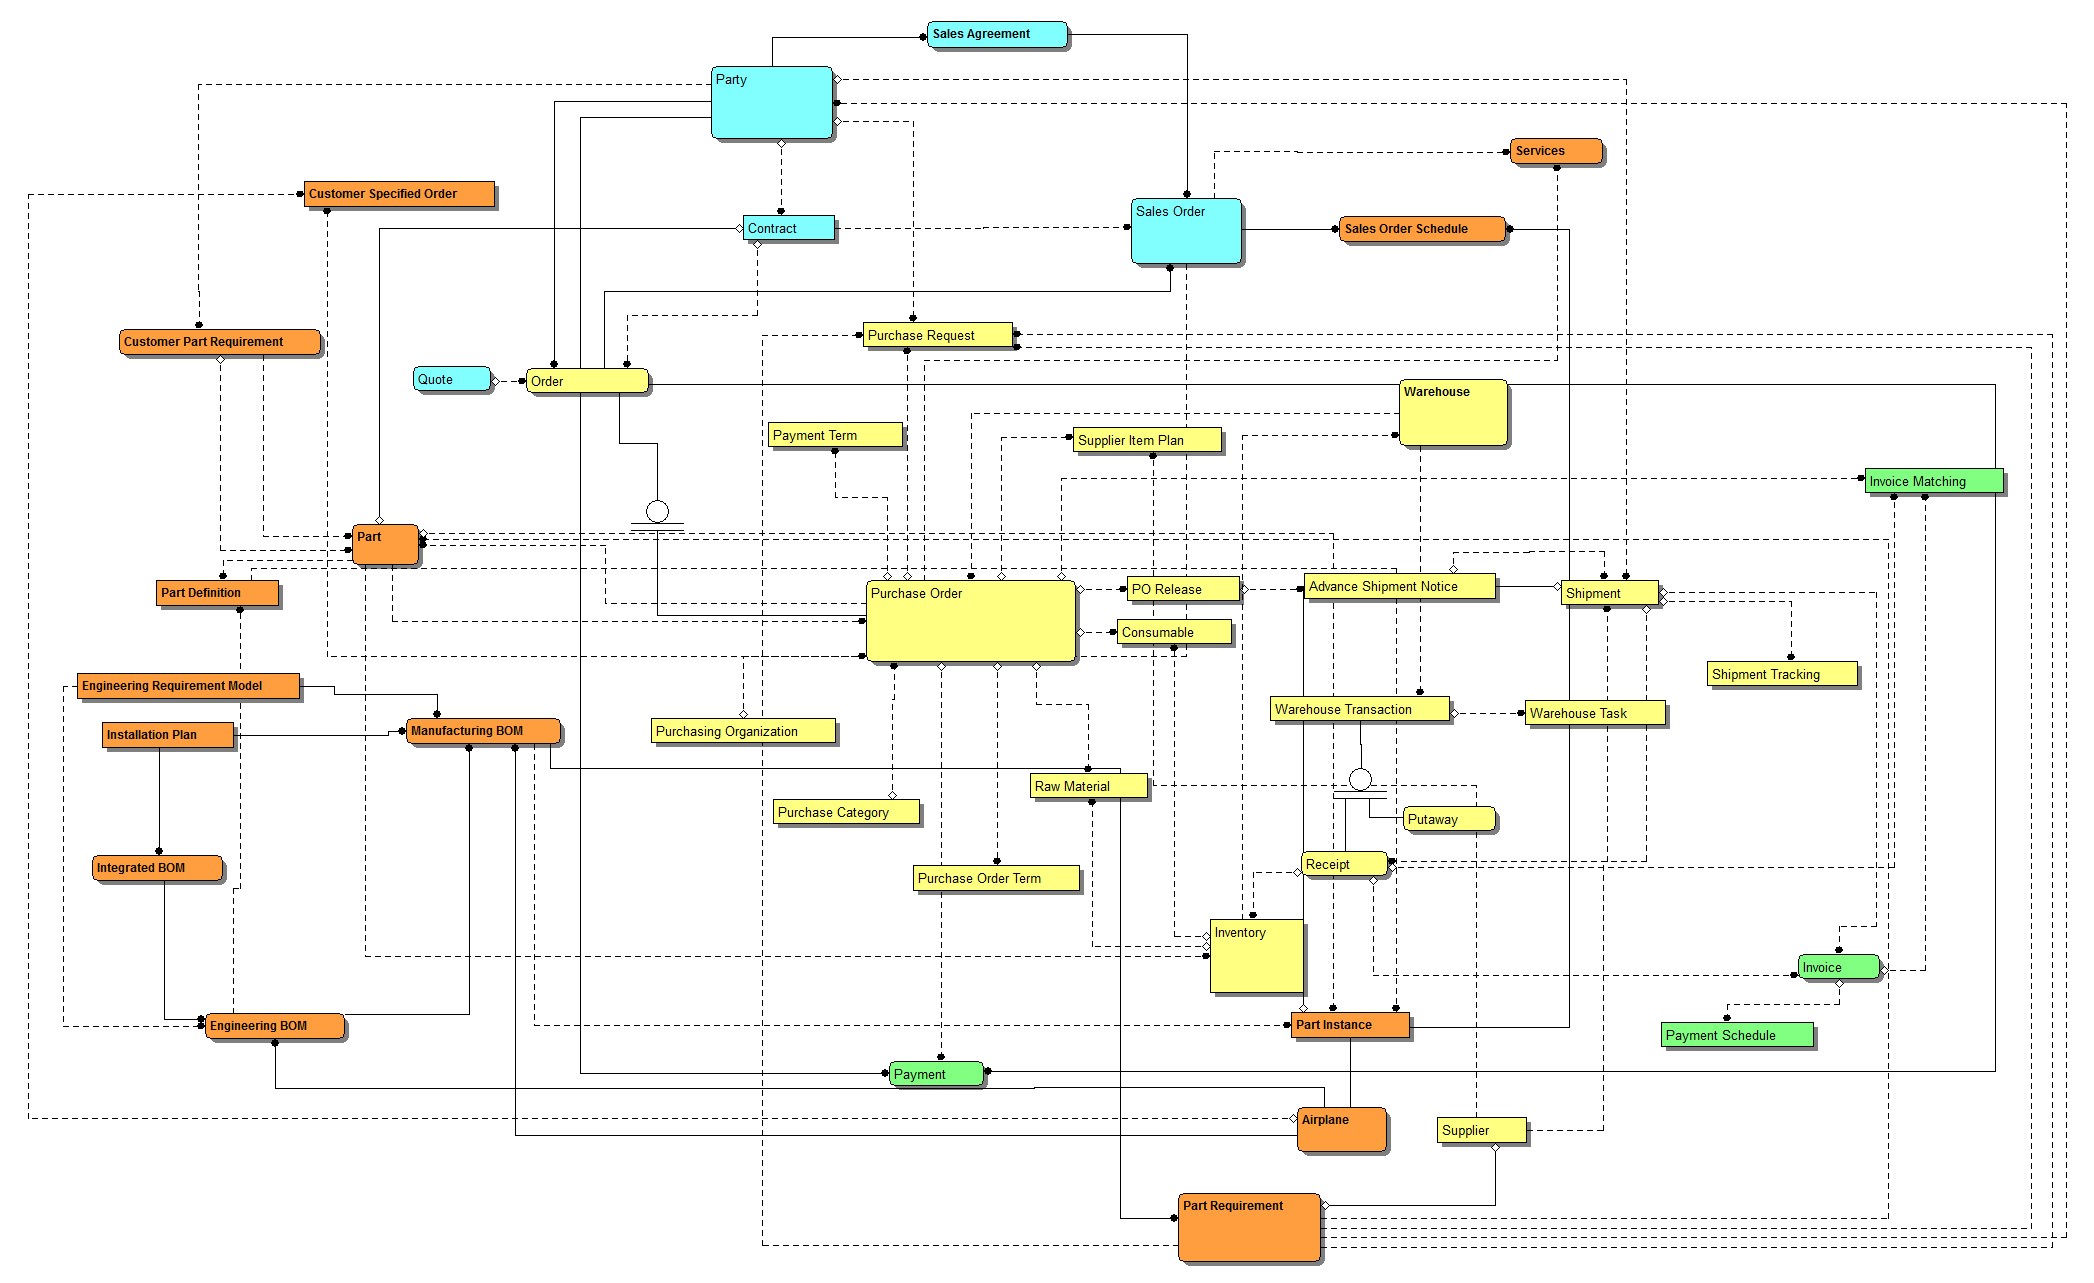 Sales Agreement
Party
Services
Customer Specified Order
Sales Order
Contract
Sales Order Schedule
Purchase Request
Customer Part Requirement
Quote
Order
Warehouse
Payment Term
Supplier Item Plan
Invoice Matching
Part
Part Definition
Purchase Order
PO Release
Advance Shipment Notice
Shipment
Consumable
Shipment Tracking
Engineering Requirement Model
Warehouse Transaction
Warehouse Task
Installation Plan
Manufacturing BOM
Purchasing Organization
Raw Material
Purchase Category
Putaway
Integrated BOM
Receipt
Purchase Order Term
Inventory
Invoice
Engineering BOM
Part Instance
Payment Schedule
Payment
Airplane
Supplier
Part Requirement